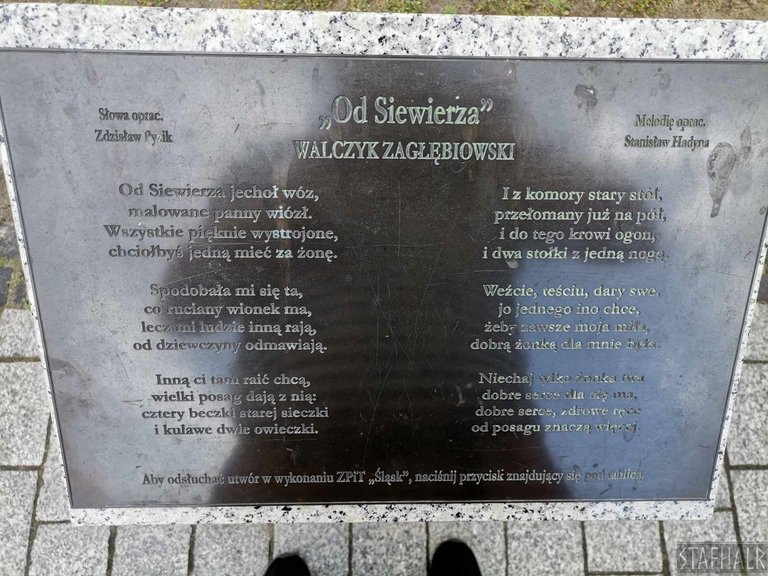 „Od Siewierza”
WALCZYK ZAGŁĘBIOWSKI
Słowa oprac.
Zdzisław Pyzik
Melodię oprac.
Stanisław Hadyna
Od Siewierza jechoł wóz,
malowane panny wiózł.
Wszystkie pięknie wystrojone,
chciołbyś jedną mieć za żonę.
Spodobała mi się ta,
co ruciany wionek ma,
lecz mi ludzie inną rają,
od dziewczyny odmawiają.
Inną ci tam raić chcą,
wielki posag dają z nią:
cztery beczki starej sieczki
i kulawe dwie owieczki.
I z komory stary stół,
przełomany już na pół,
i do tego krowi ogon,
i dwa stołki z jedną nogą.
Weźcie, teściu, dary swe,
jo jednego ino chce,
żeby zawsze moja miła,
dobrą żonką dla mnie była.
Niechaj tylko żonka twa
dobre serce dla cię ma,
dobre serce, zdrowe ręce
od posagu znaczą więcej.
Aby odsłuchać utwór w wykonaniu ZPiT „Śląsk”, naciśnij przycisk znajdujący się pod tablicą.
STAFHALR